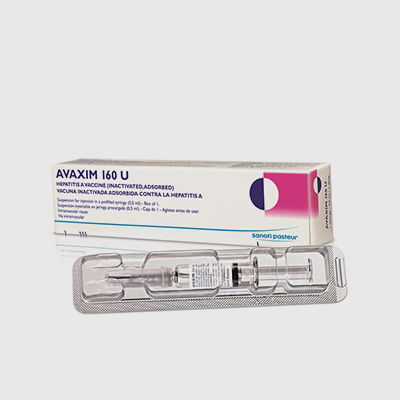 AVAXIM 160 U
HEPATITIS A VACCINE (INACTIVATED, ADSORBED)
VACUNA INACTIVADA ADSORBIDA CONTRA LA HEPATITIS A
Suspension for injection in a prefilled syringe (0,5 ml) - Box of 1.
Suspensión inyectable en jeringa precargada (0,5 ml) - Caja de 1 - Agitese antes de usar.
Intramuscular route
Vía intramuscular
sanofi pasteur
AVAXIM 160 U